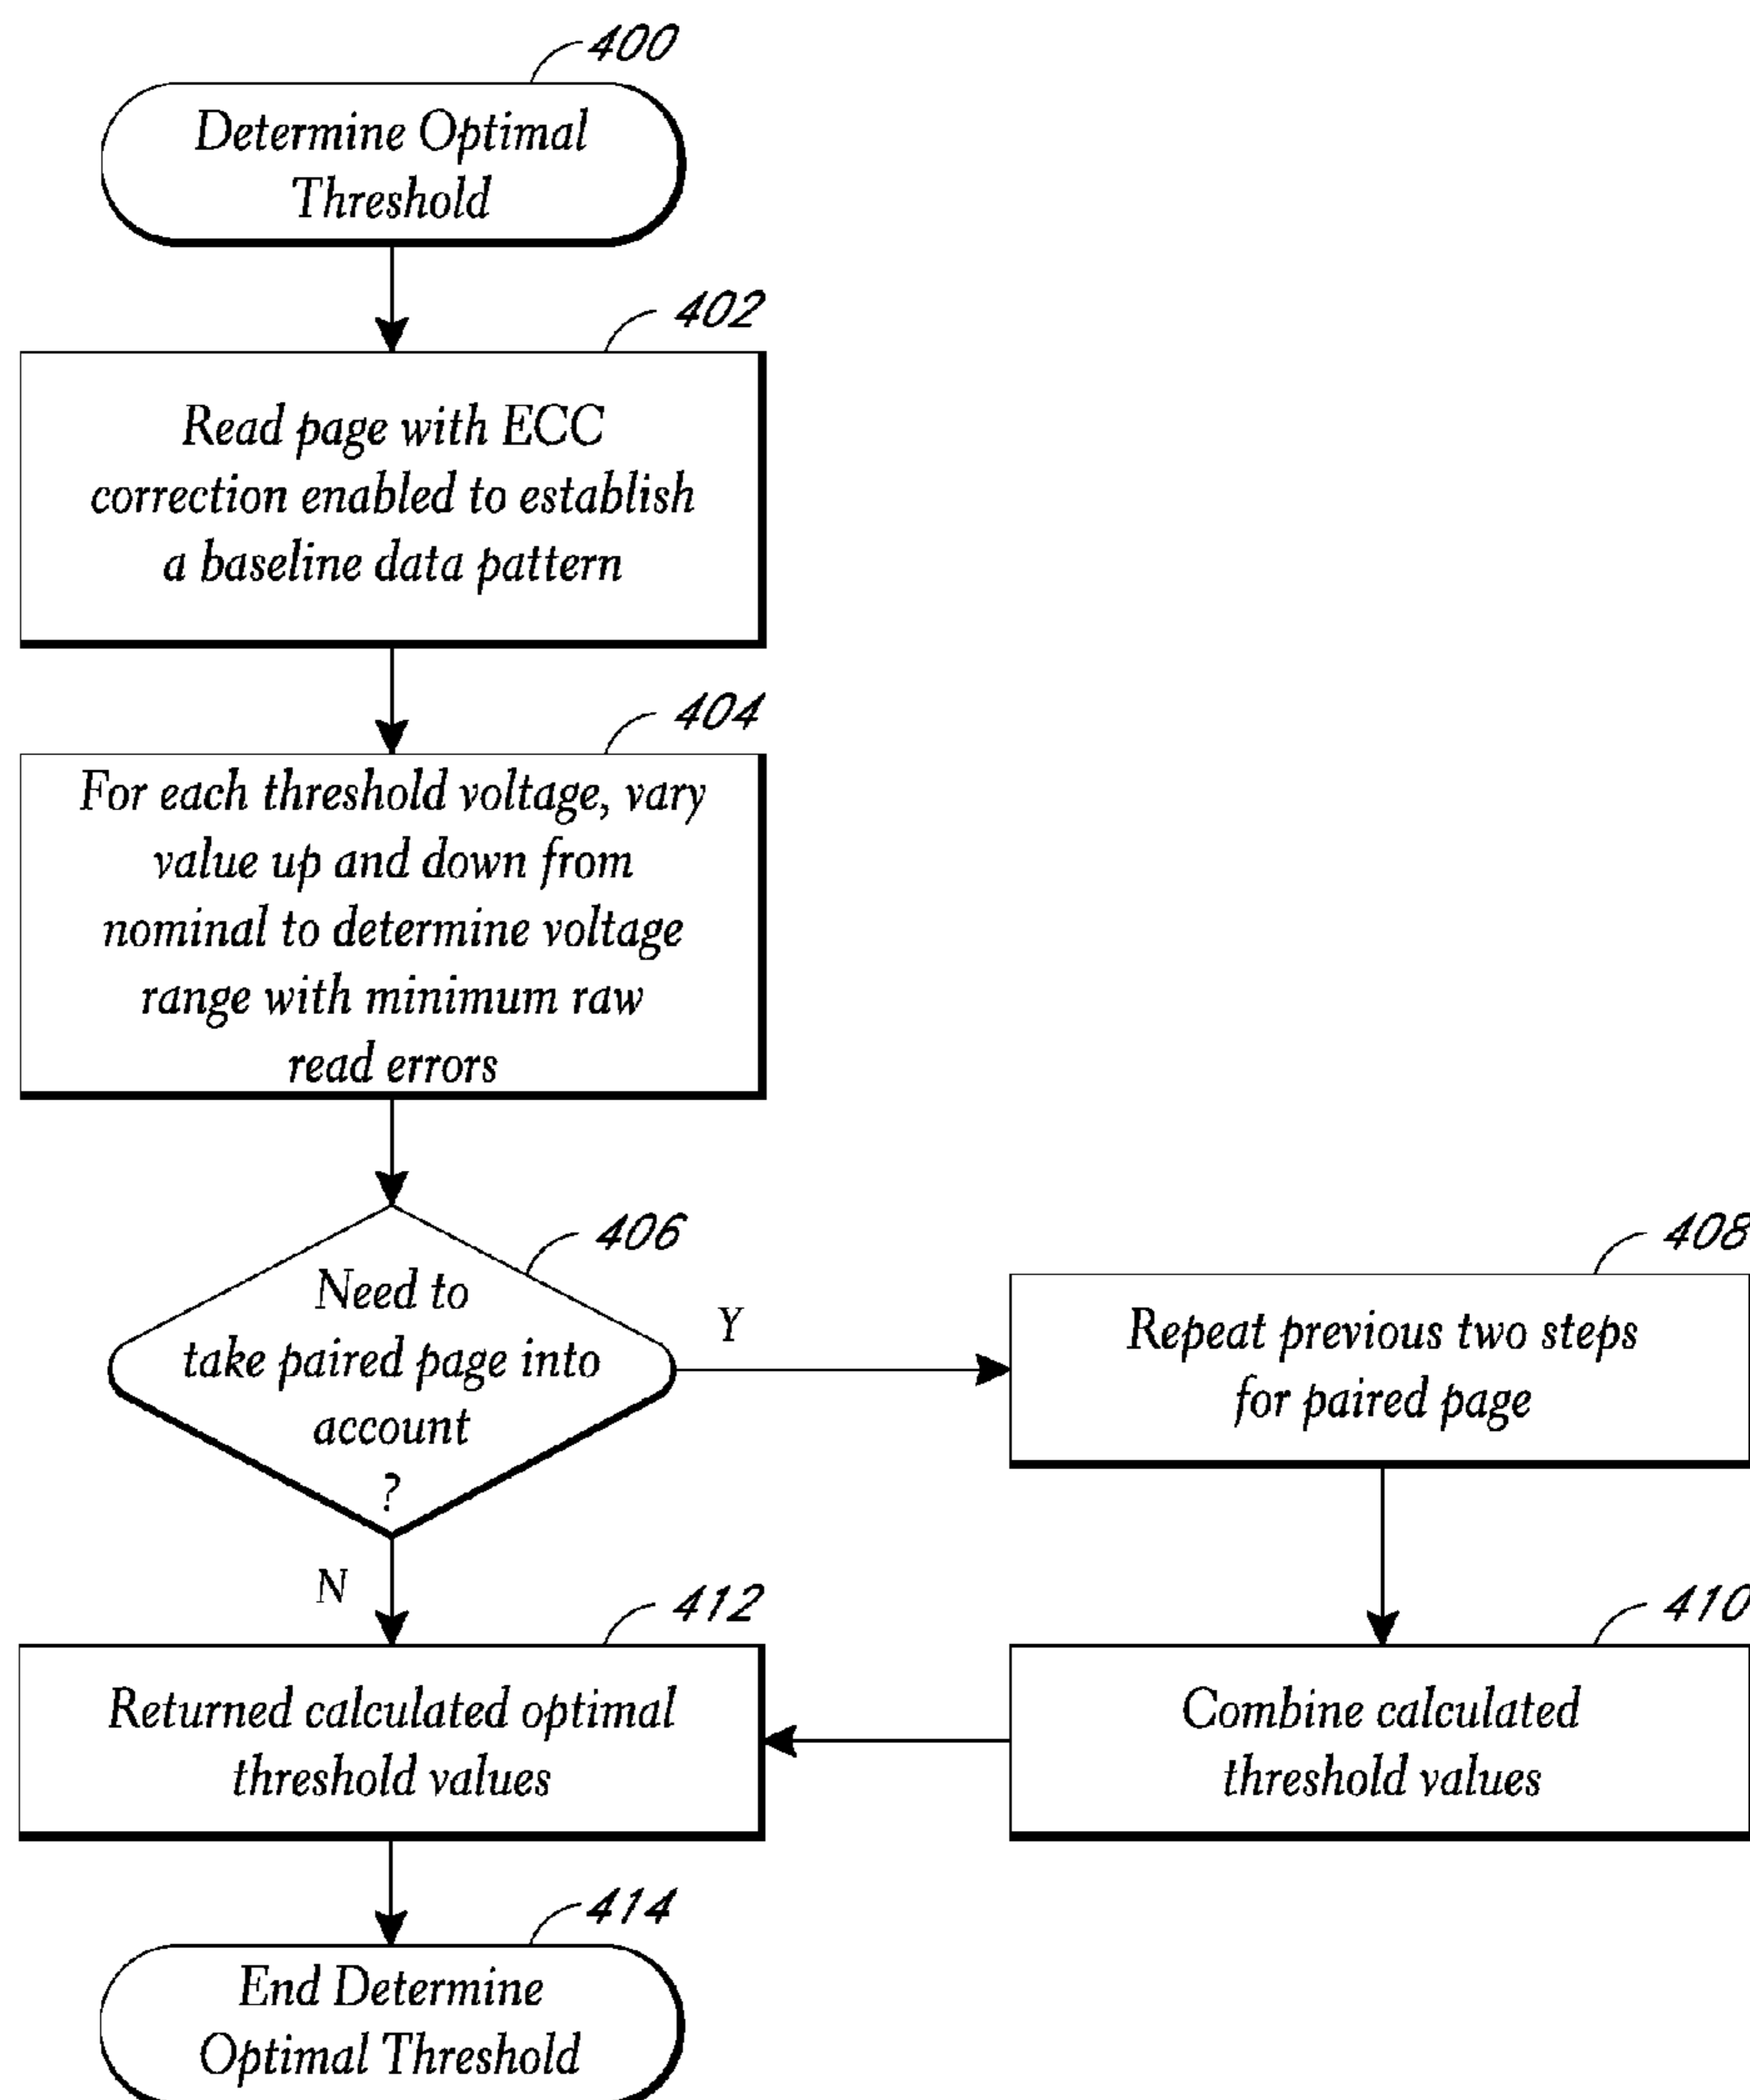 400
Determine Optimal
Threshold
402
Read page with ECC
correction enabled to establish
a baseline data pattern
404
For each threshold voltage, vary
value up and down from
nominal to determine voltage
range with minimum raw
read errors
406
Need to
take paired page into
account
?
Y
408
Repeat previous two steps
for paired page
N
412
Returned calculated optimal
threshold values
410
Combine calculated
threshold values
414
End Determine
Optimal Threshold